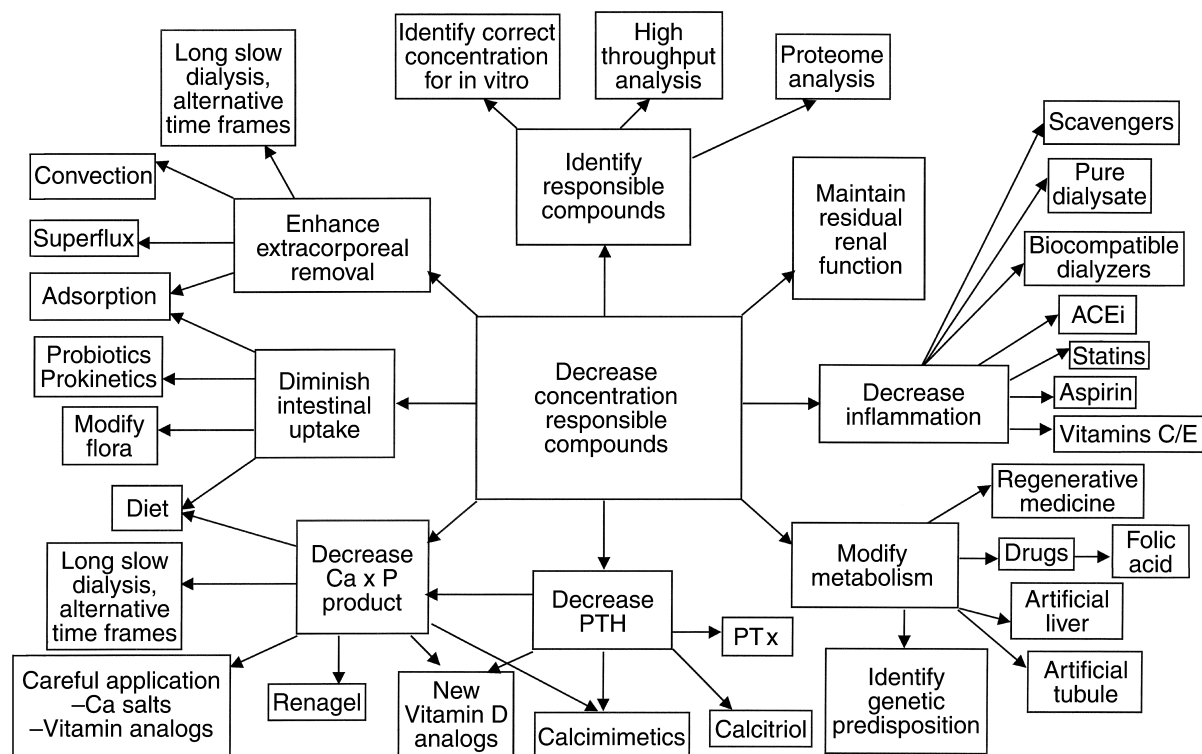 Long slow
dialysis,
alternative
time frames
Identify correct
concentration
for in vitro
High
throughput
analysis
Proteome
analysis
Convection
Superflux
Adsorption
Enhance
extracorporeal
removal
Identify
responsible
compounds
Maintain
residual
renal
function
Scavengers
Pure
dialysate
Biocompatible
dialyzers
ACEi
Statins
Aspirin
Vitamins C/E
Probiotics
Prokinetics
Modify
flora
Diet
Diminish
intestinal
uptake
Decrease
concentration
responsible
compounds
Decrease
inflammation
Long slow
dialysis,
alternative
time frames
Decrease
Ca x P
product
Decrease
PTH
Modify
metabolism
Regenerative
medicine
Drugs
Folic
acid
Artificial
liver
Artificial
tubule
Careful application
–Ca salts
–Vitamin analogs
Renagel
New
Vitamin D
analogs
Calcimimetics
PTx
Calcitriol
Identify
genetic
predisposition